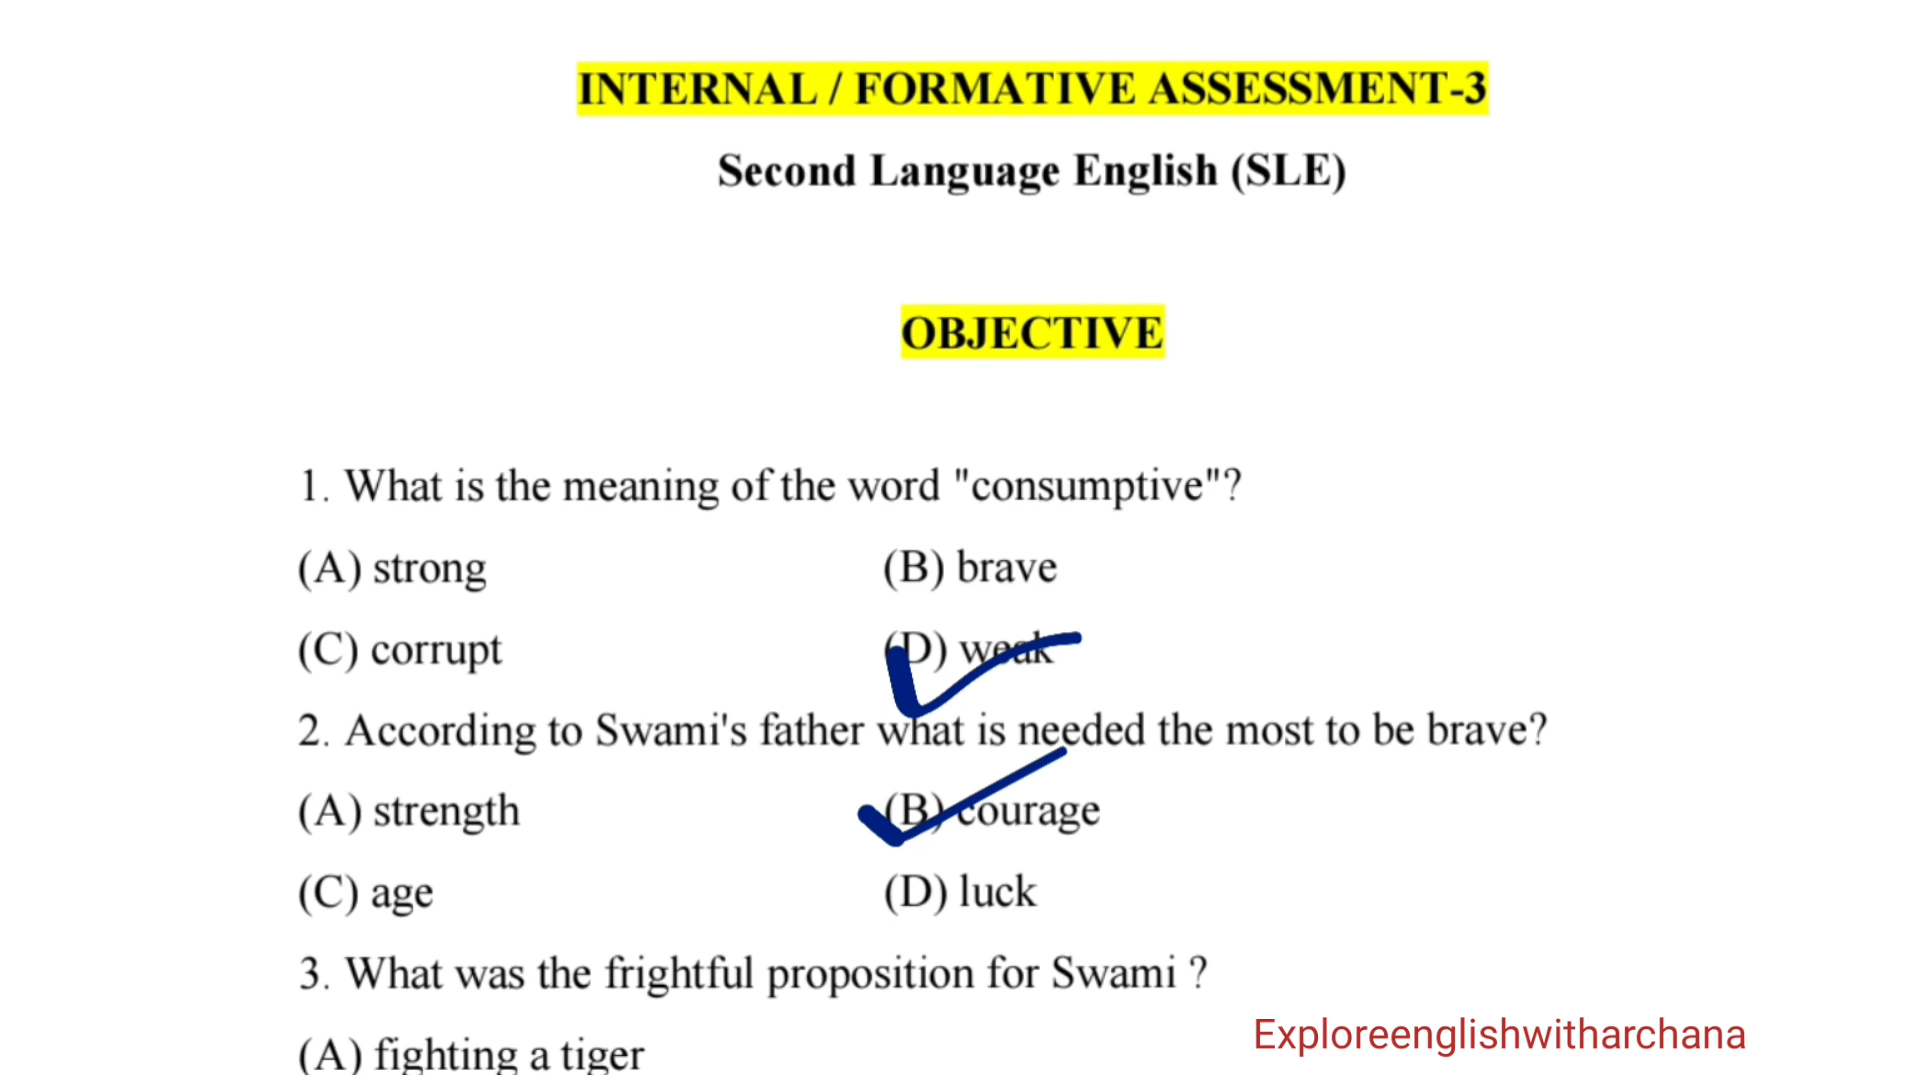 INTERNAL / FORMATIVE ASSESSMENT-3
Second Language English (SLE)
OBJECTIVE
1. What is the meaning of the word "consumptive"?
(A) strong (B) brave
(C) corrupt (D) weak
2. According to Swami's father what is needed the most to be brave?
(A) strength (B) courage
(C) age (D) luck
3. What was the frightful proposition for Swami ?
(A) fighting a tiger
Exploreenglishwitharchana